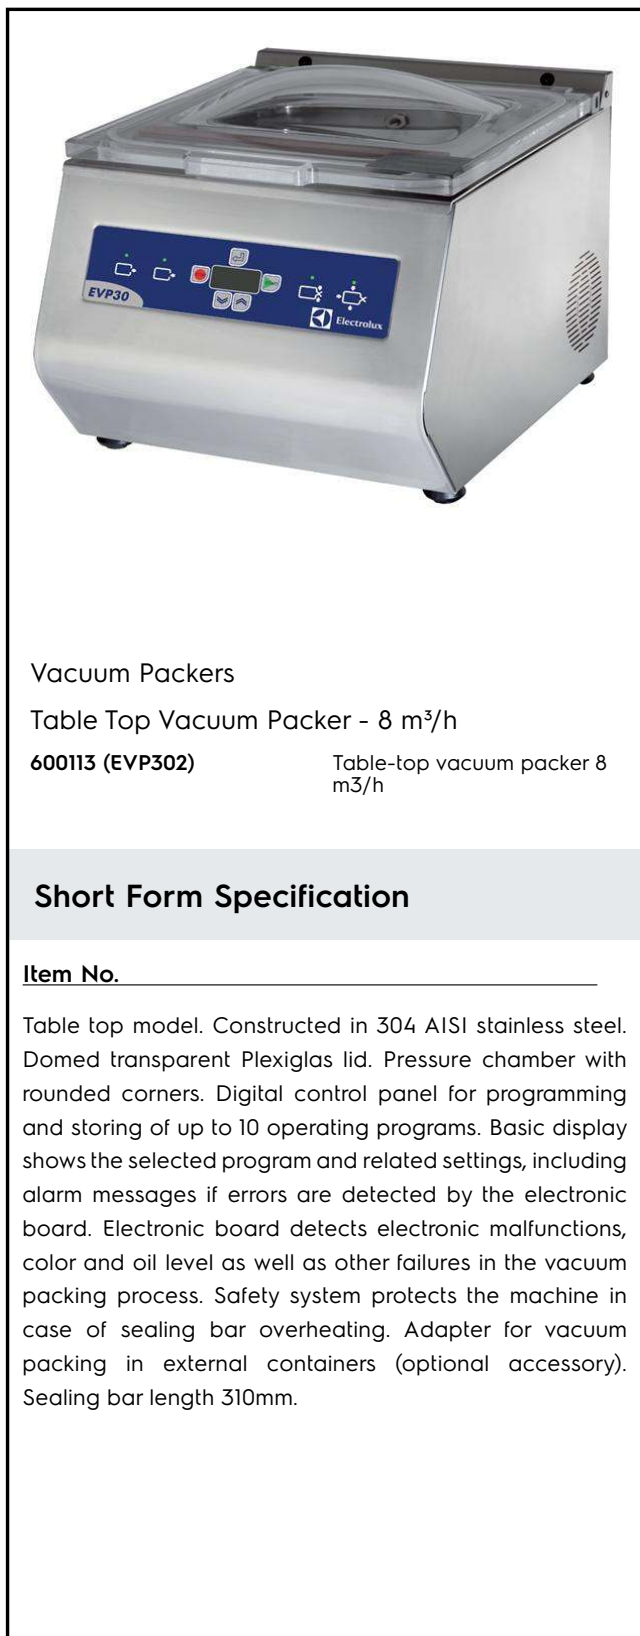 EVP30
Electrolux
Vacuum Packers
Table Top Vacuum Packer - 8 m³/h
600113 (EVP302)
Table-top vacuum packer 8
m3/h
Short Form Specification
Item No.
Table top model. Constructed in 304 AISI stainless steel.
Domed transparent Plexiglas lid. Pressure chamber with
rounded corners. Digital control panel for programming
and storing of up to 10 operating programs. Basic display
shows the selected program and related settings, including
alarm messages if errors are detected by the electronic
board. Electronic board detects electronic malfunctions,
color and oil level as well as other failures in the vacuum
packing process. Safety system protects the machine in
case of sealing bar overheating. Adapter for vacuum
packing in external containers (optional accessory).
Sealing bar length 310mm.